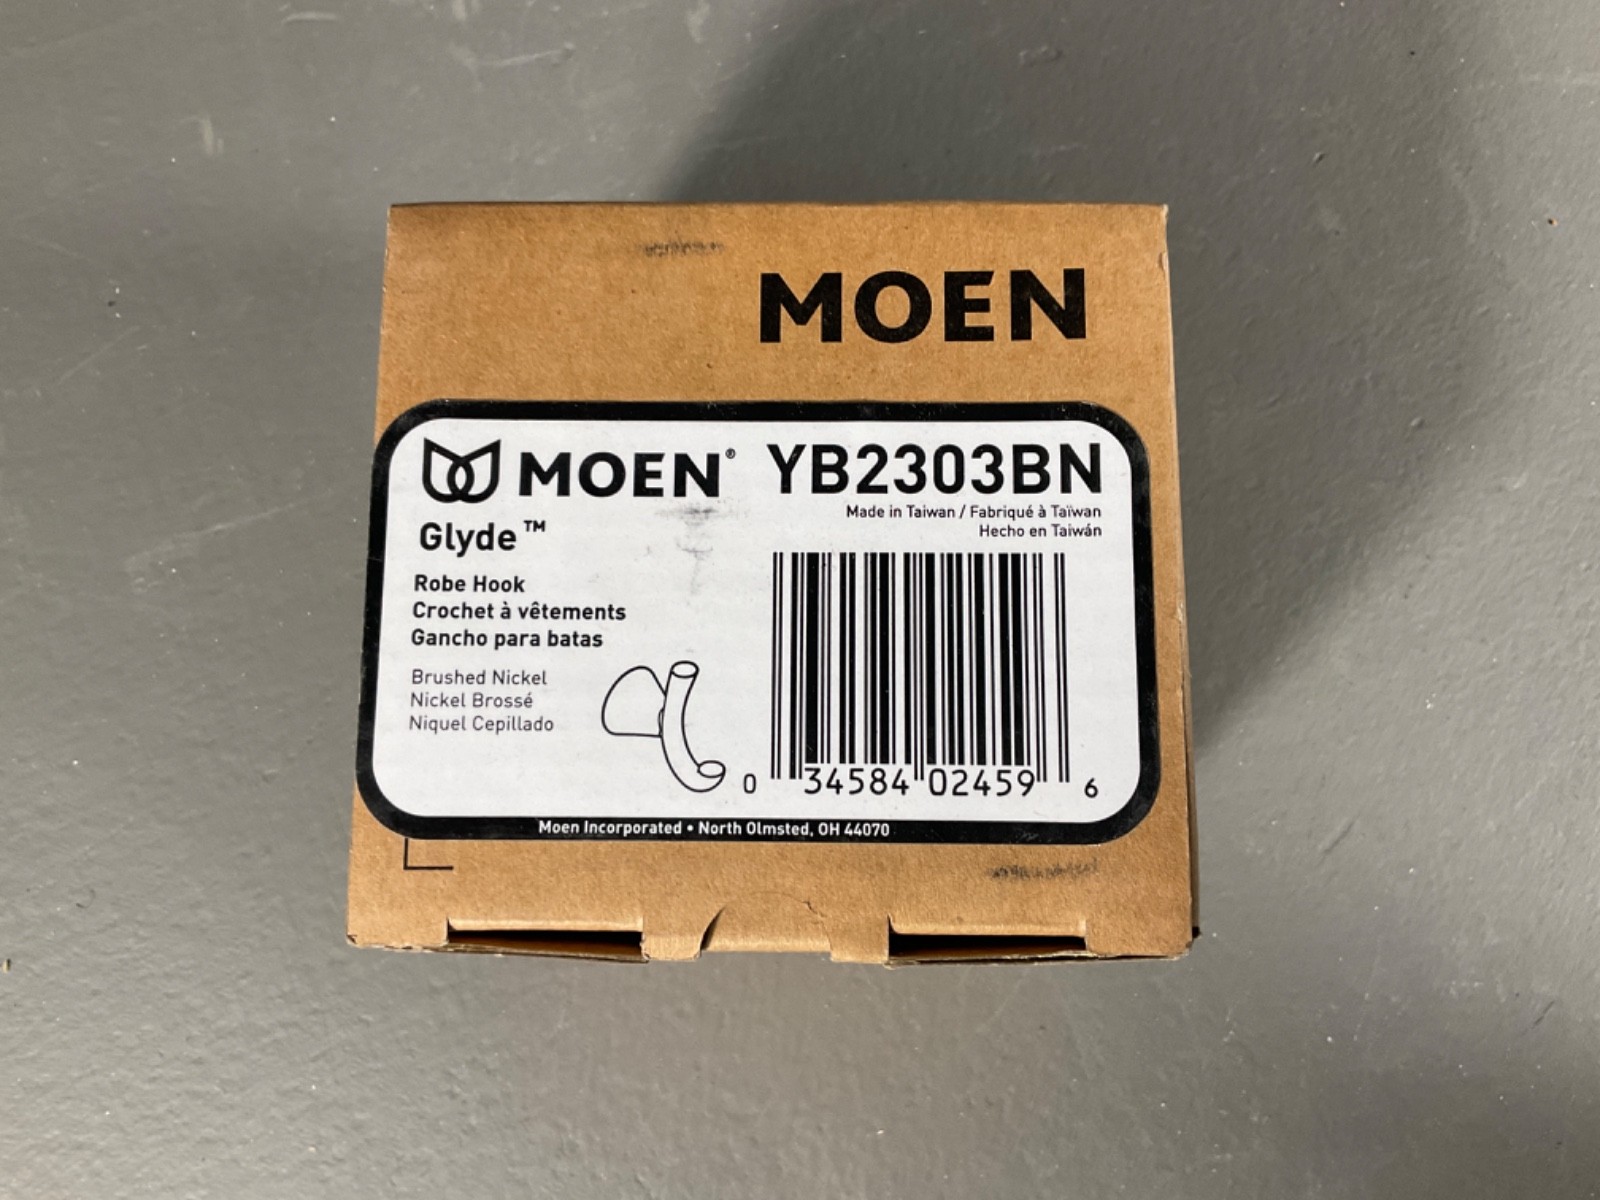 MOEN
MOEN® YB2303BN
Made in Taiwan / Fabriqué à Taïwan
Hecho en Taiwán
Glyde™
Robe Hook
Crochet à vêtements
Gancho para batas
Brushed Nickel
Nickel Brossé
Niquel Cepillado
0 34584 02459 6
Moen Incorporated • North Olmsted, OH 44070